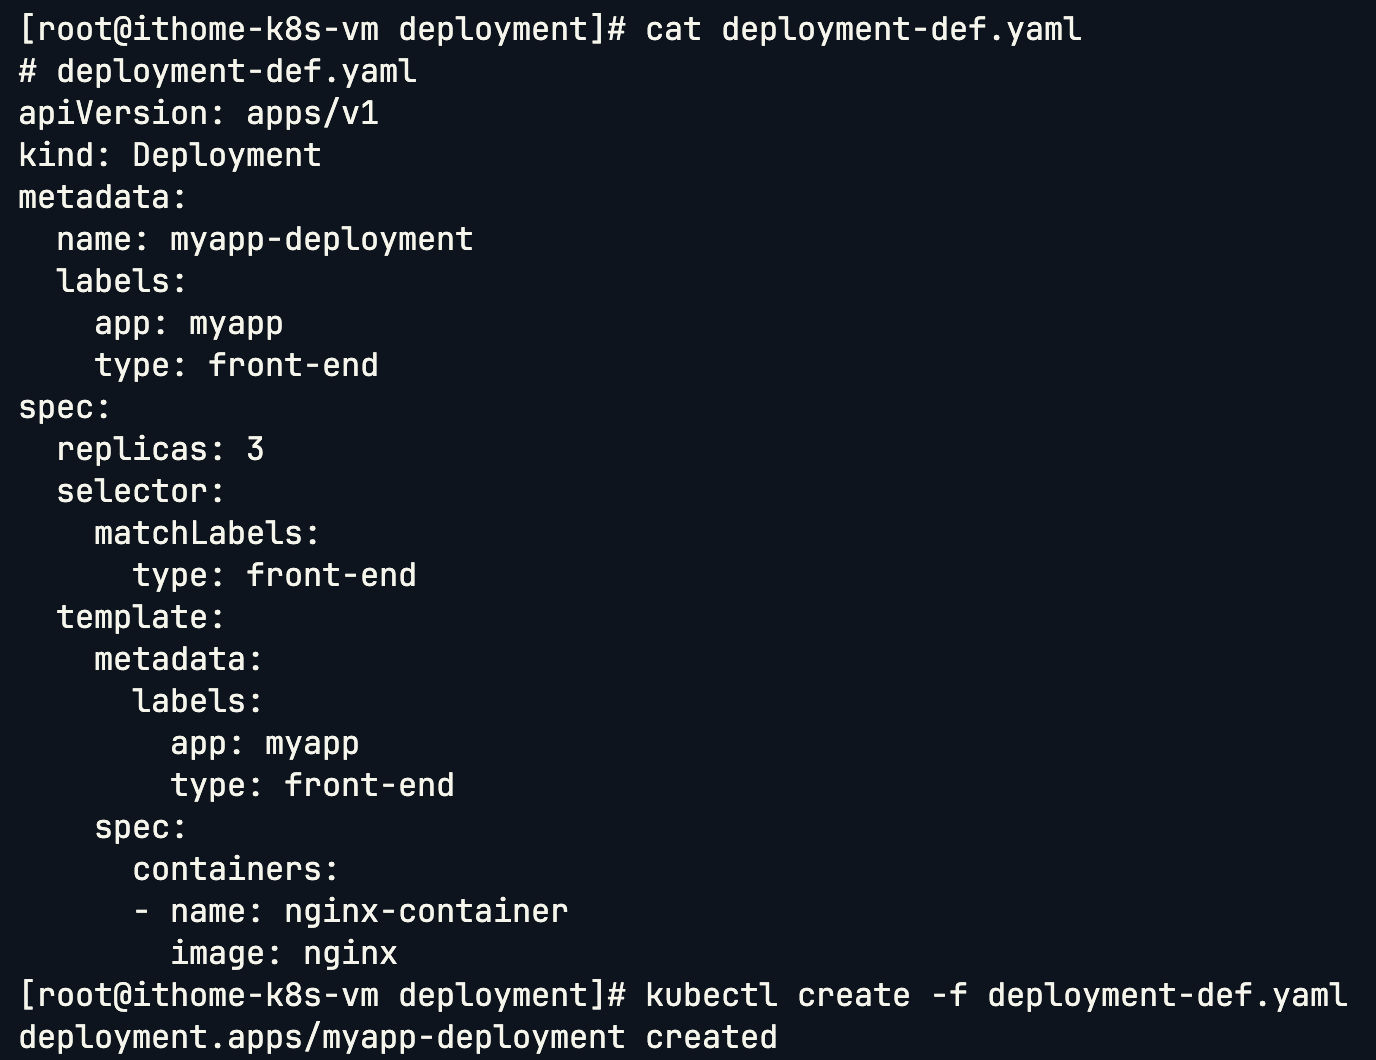 [root@ithome-k8s-vm deployment]# cat deployment-def.yaml
# deployment-def.yaml
apiVersion: apps/v1
kind: Deployment
metadata:
  name: myapp-deployment
  labels:
    app: myapp
    type: front-end
spec:
  replicas: 3
  selector:
    matchLabels:
      type: front-end
  template:
    metadata:
      labels:
        app: myapp
        type: front-end
    spec:
      containers:
      - name: nginx-container
        image: nginx
[root@ithome-k8s-vm deployment]# kubectl create -f deployment-def.yaml
deployment.apps/myapp-deployment created